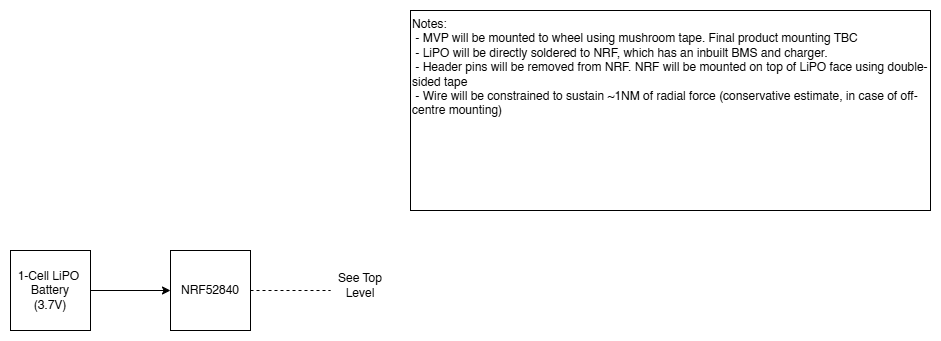 Notes:
- MVP will be mounted to wheel using mushroom tape. Final product mounting TBC
- LiPO will be directly soldered to NRF, which has an inbuilt BMS and charger.
- Header pins will be removed from NRF. NRF will be mounted on top of LiPO face using double-
sided tape
- Wire will be constrained to sustain ~1NM of radial force (conservative estimate, in case of off-
centre mounting)
1-Cell LiPO
Battery
(3.7V)
NRF52840
See Top
Level